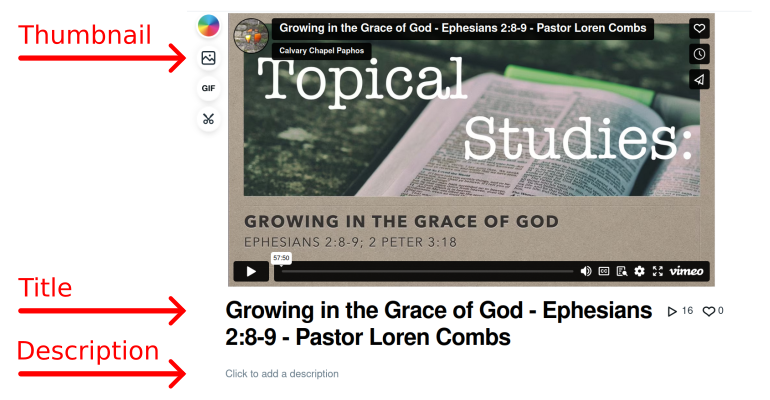 Thumbnail
Growing in the Grace of God - Ephesians 2:8-9 - Pastor Loren Combs
Calvary Chapel Paphos
GIF
Topical
Studies:
GROWING IN THE GRACE OF GOD
EPHESIANS 2:8-9; 2 PETER 3:18
57:50
CC
vimeo
Title
Growing in the Grace of God - Ephesians
2:8-9 - Pastor Loren Combs
16
0
Description
Click to add a description